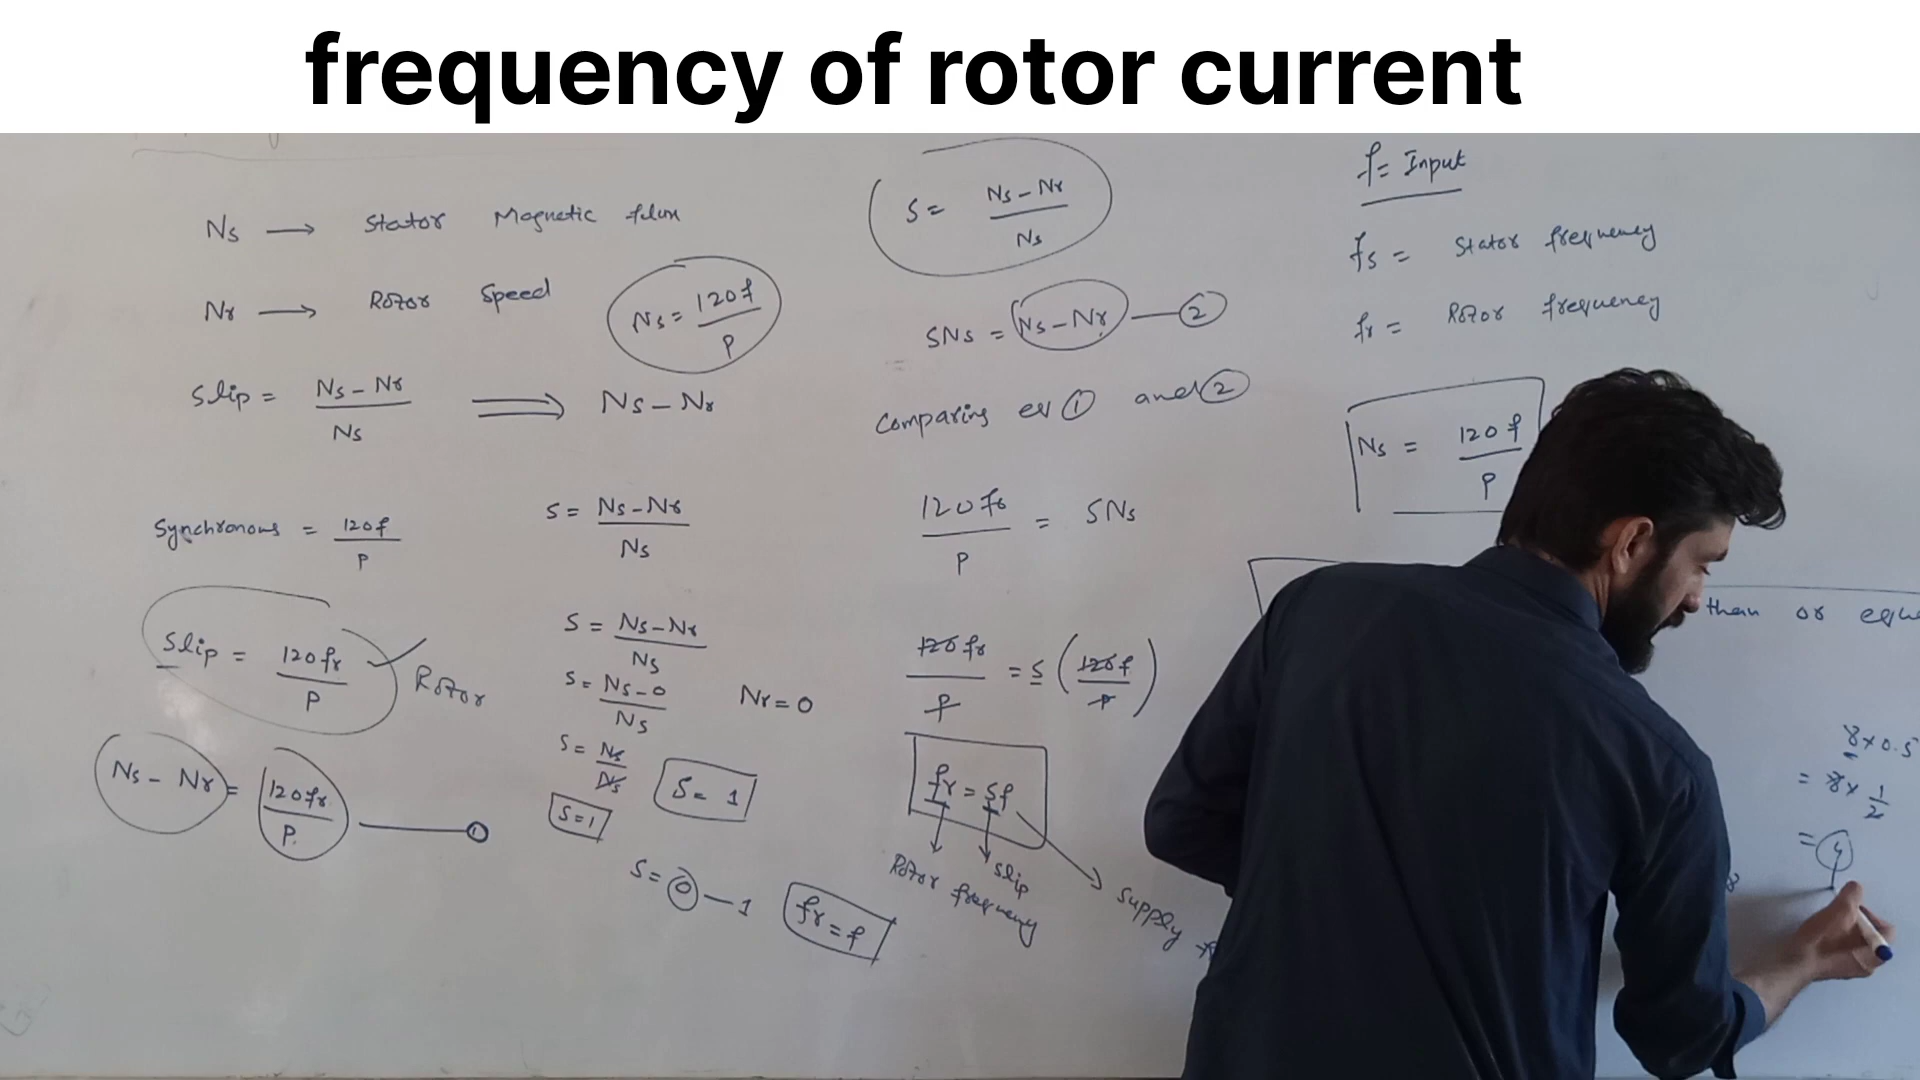 frequency of rotor current
Ns → Stator Magnetic flux
Nr → Rotor Speed
Ns = 120f / P
Slip = Ns - Nr / Ns ⟹ Ns - Nr
Synchronous = 120f / P
Slip = 120fr / P ✓ Rotor
Ns - Nr = 120fr / P. — 1
S = Ns - Nr / Ns
S = Ns - Nr / Ns
S = Ns - 0 / Ns
Nr = 0
S = Ns / Ns
S = 1
S = 1
S = 0 — 1
fr = f
S = Ns - Nr / Ns
SNs = Ns - Nr — 2
Comparing eq 1 and 2
120fr / P = SNs
120fr / P = S (120f / P)
fr = Sf
Rotor frequency
Slip
Supply
f = Input
fs = Stator frequency
fr = Rotor frequency
Ns = 120f / P
than or
8 x 0.5
= 8 x 1 / 2
= 4